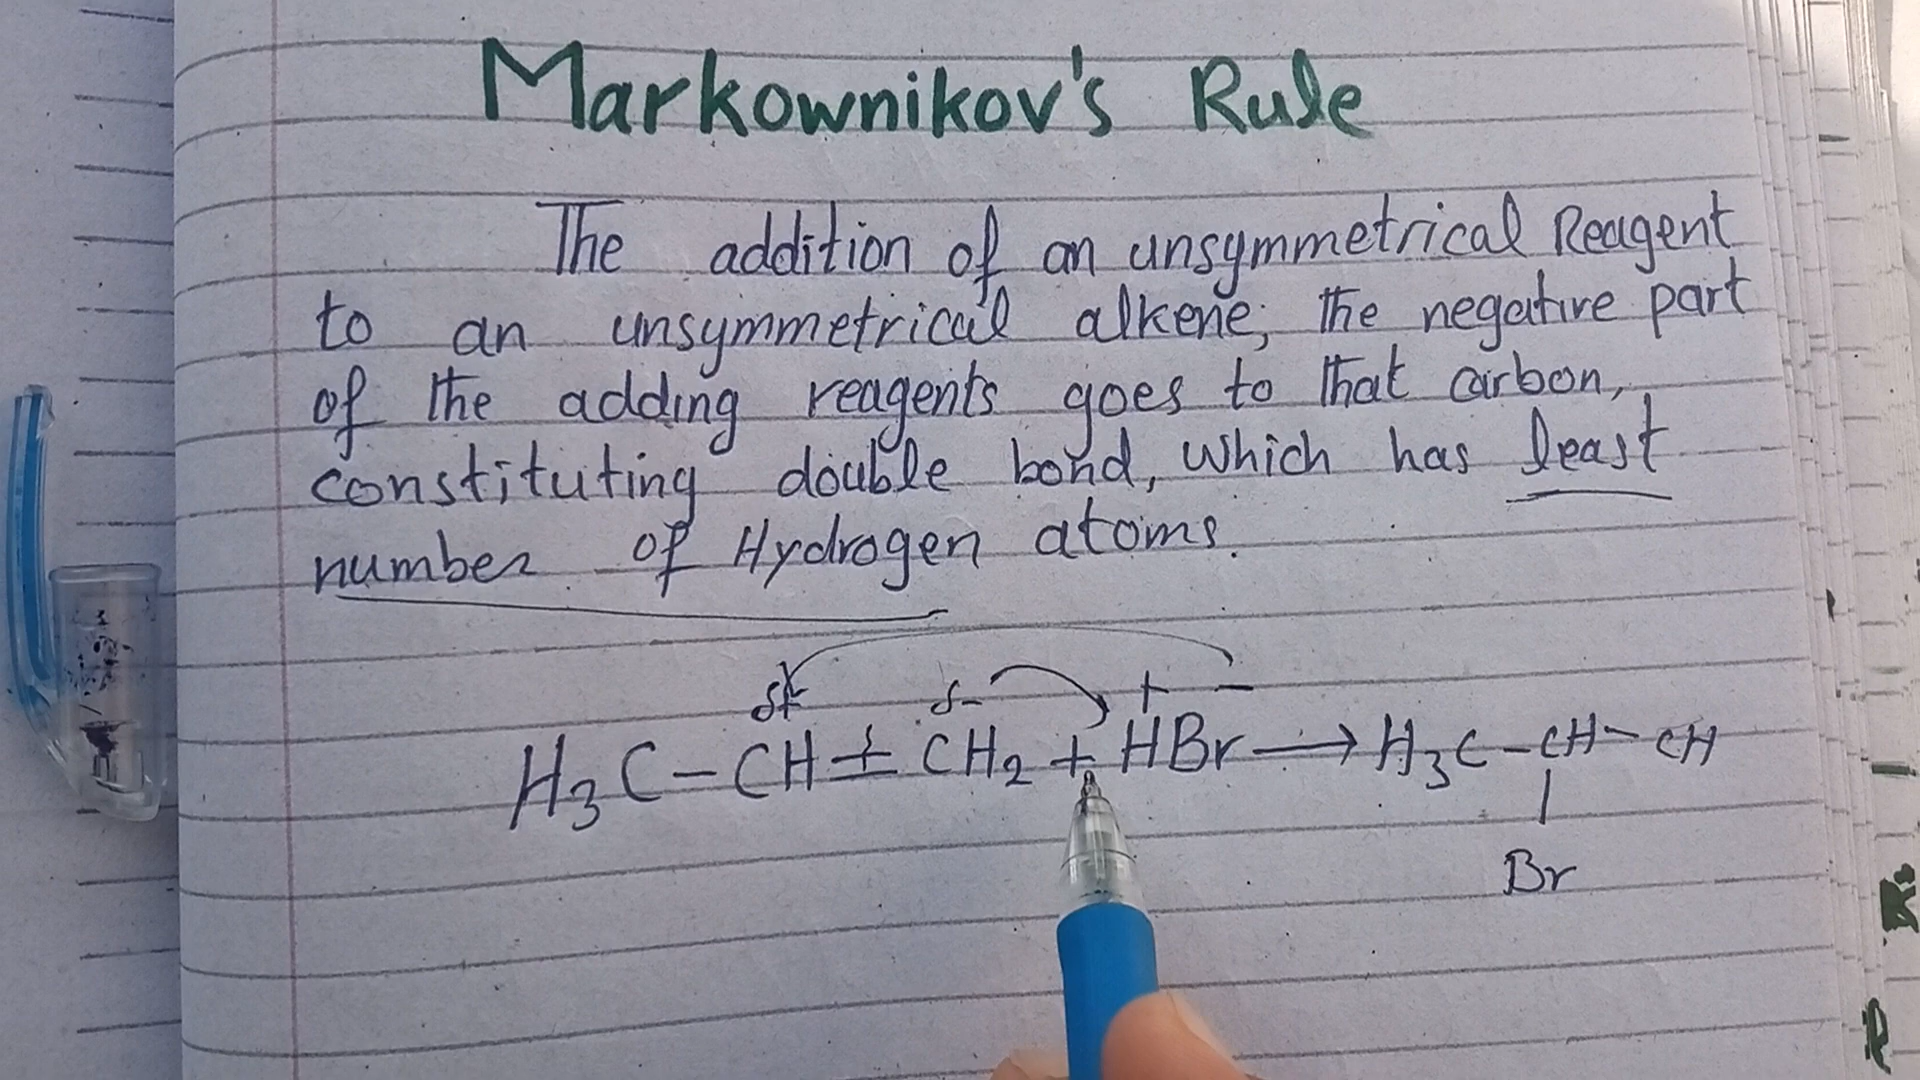 Markownikov's Rule
The addition of an unsymmetrical Reagent
to an unsymmetrical alkene; the negative part
of the adding reagents goes to that carbon,
constituting double bond, which has least
number of Hydrogen atoms.
δ+ δ- + −
H₃C−CH=CH₂ + HBr ⟶ H₃C−CH−CH
|
Br